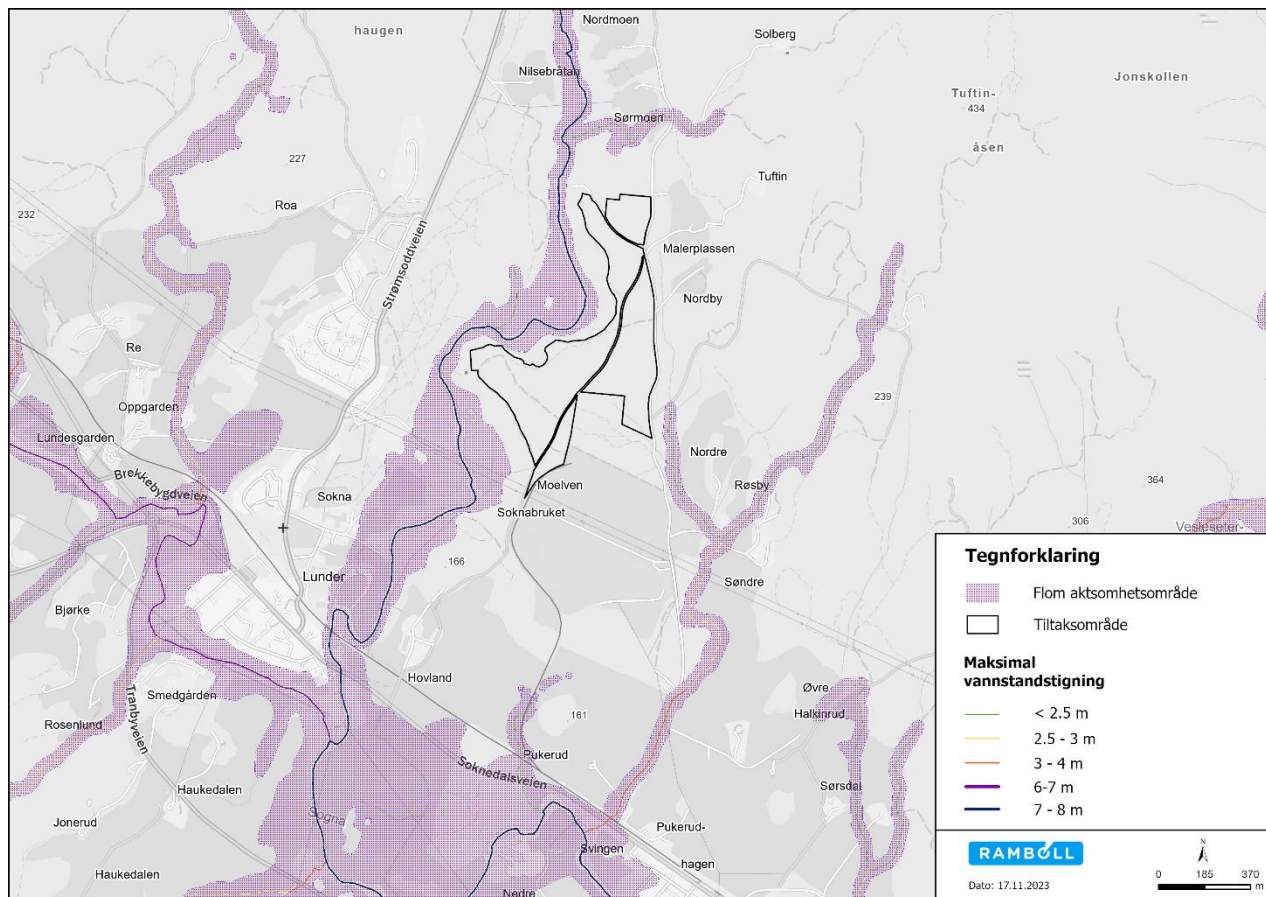 haugen
Nordmoen
Solberg
Nilsebråtan
Jonskollen
Tuftin-
434
åsen
Sørmoen
227
Tuftin
Roa
232
Strømsoddveien
Malerplassen
Nordby
Re
239
Oppgarden
Lundesgarden
Brekkebygdveien
Nordre
Røsby
Sokna
Moelven
Soknabruket
364
306
Vesleseter-
166
Lunder
Søndre
Bjørke
Hovland
Smedgården
Øvre
Halkinrud
161
Rosenlund
Tranbyveien
Pukerud
Soknedalsveien
Haukedalen
Sørsdal
Sogna
Jonerud
Pukerud-
Svingen
hagen
Haukedalen
Nedre
Tegnforklaring
Flom aktsomhetsområde
Tiltaksområde
Maksimal
vannstandstigning
< 2.5 m
2.5 - 3 m
3 - 4 m
6-7 m
7 - 8 m
RAMBOLL
N
Dato: 17.11.2023
0 185 370
m